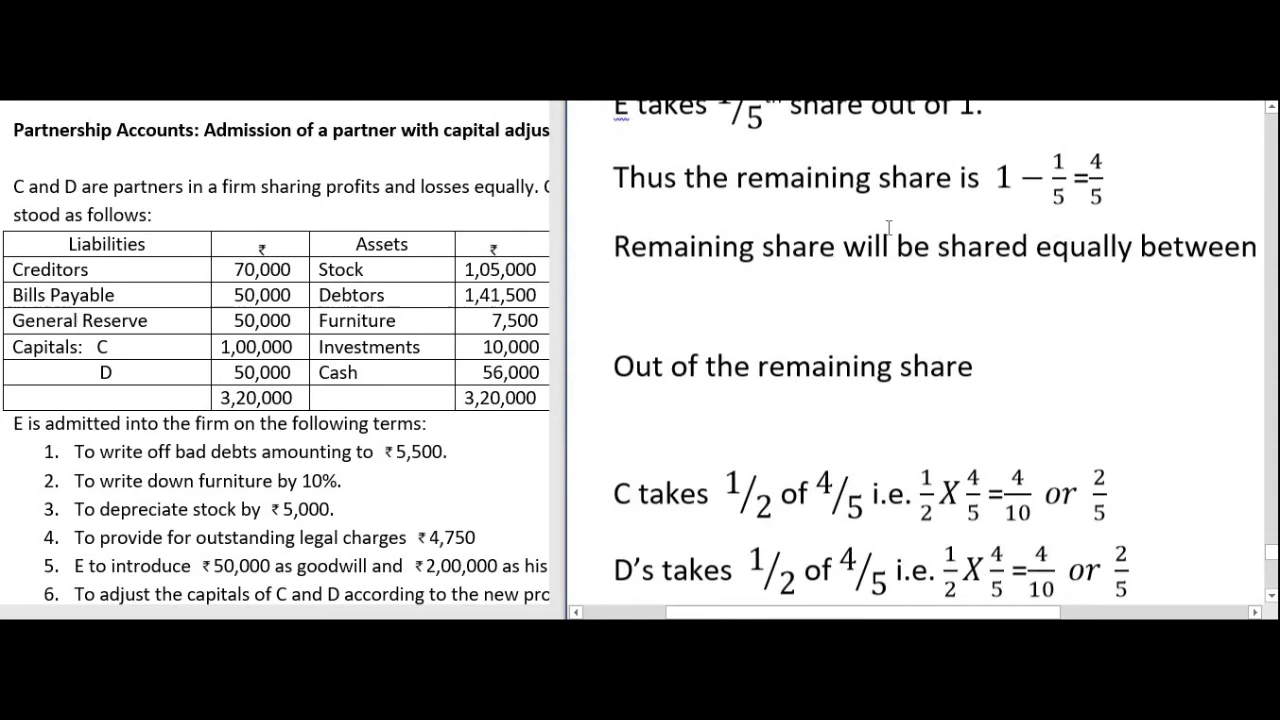 Partnership Accounts: Admission of a partner with capital adjus
C and D are partners in a firm sharing profits and losses equally.
stood as follows:
Liabilities ₹ Assets ₹
Creditors 70,000 Stock 1,05,000
Bills Payable 50,000 Debtors 1,41,500
General Reserve 50,000 Furniture 7,500
Capitals: C 1,00,000 Investments 10,000
D 50,000 Cash 56,000
3,20,000 3,20,000
E is admitted into the firm on the following terms:
1. To write off bad debts amounting to ₹5,500.
2. To write down furniture by 10%.
3. To depreciate stock by ₹5,000.
4. To provide for outstanding legal charges ₹4,750
5. E to introduce ₹50,000 as goodwill and ₹2,00,000 as his
6. To adjust the capitals of C and D according to the new pro
E takes 1/5th share out of 1.
Thus the remaining share is 1 − 1/5 = 4/5
Remaining share will be shared equally between
Out of the remaining share
C takes 1/2 of 4/5 i.e. 1/2 X 4/5 = 4/10 or 2/5
D's takes 1/2 of 4/5 i.e. 1/2 X 4/5 = 4/10 or 2/5